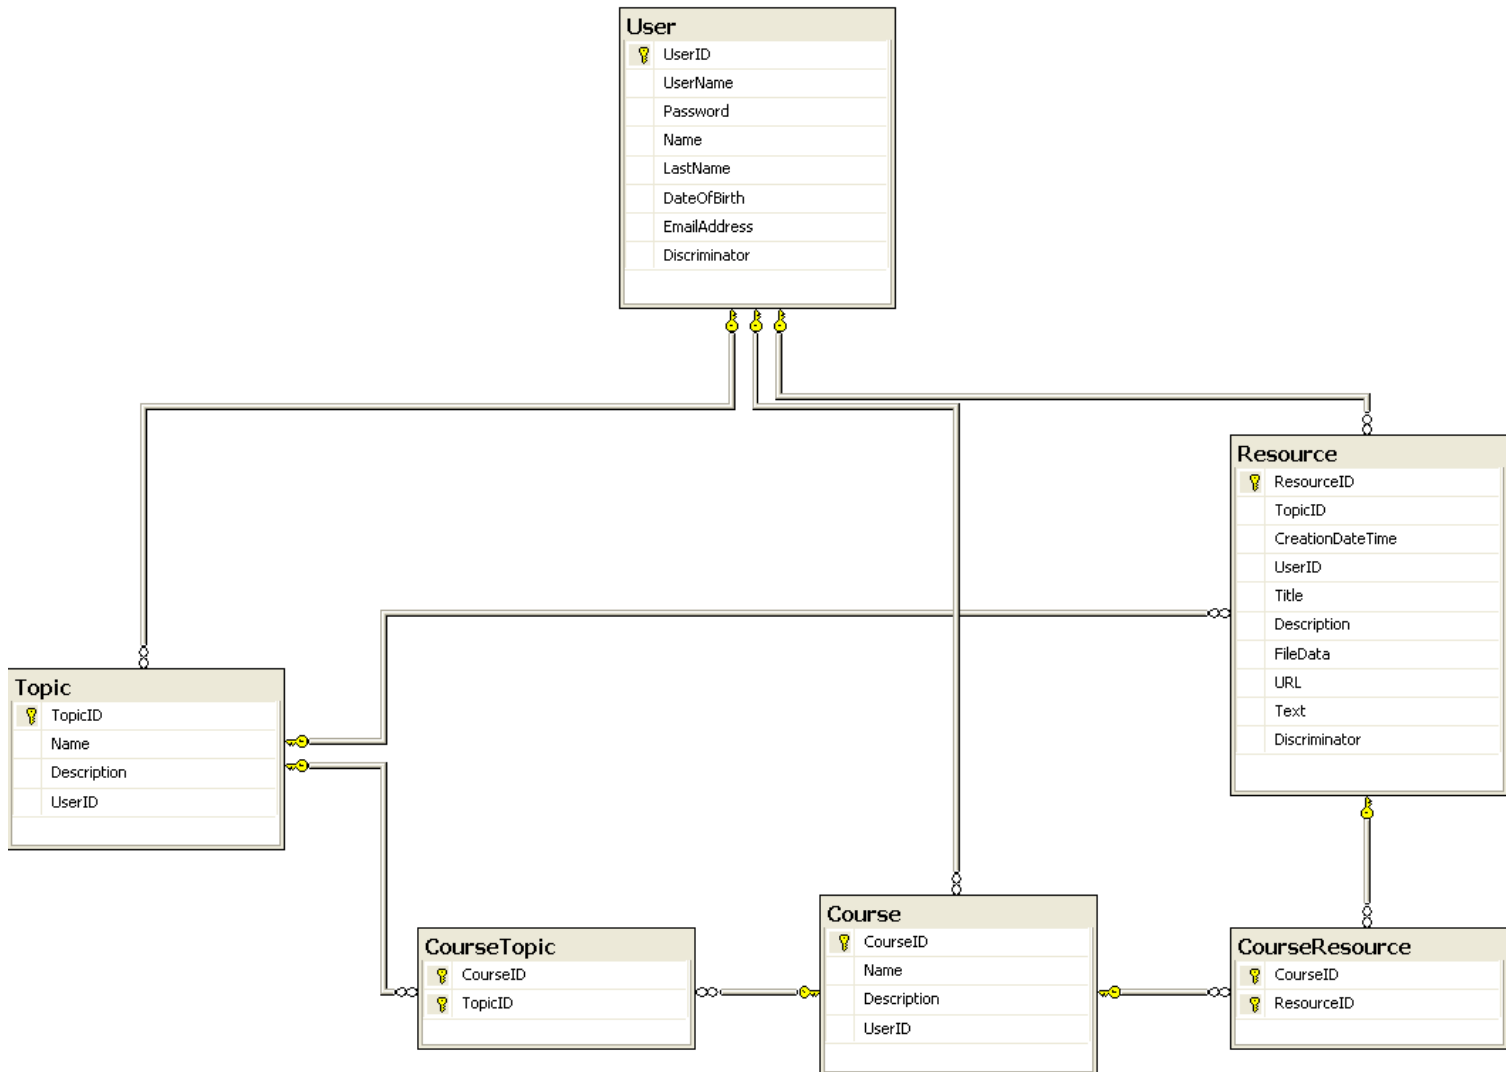 User
UserID
UserName
Password
Name
LastName
DateOfBirth
EmailAddress
Discriminator
Resource
ResourceID
TopicID
CreationDateTime
UserID
Title
Description
FileData
URL
Text
Discriminator
Topic
TopicID
Name
Description
UserID
CourseTopic
CourseID
TopicID
Course
CourseID
Name
Description
UserID
CourseResource
CourseID
ResourceID